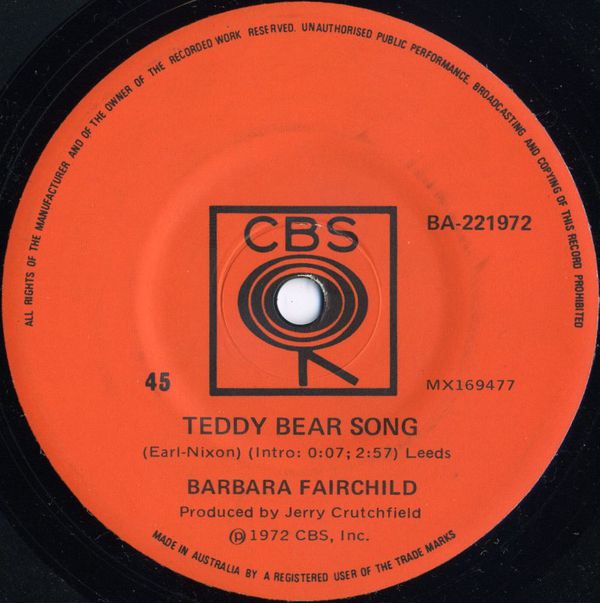 ALL RIGHTS OF THE MANUFACTURER AND OF THE OWNER OF THE RECORDED WORK RESERVED. UNAUTHORISED PUBLIC PERFORMANCE, BROADCASTING AND COPYING OF THIS RECORD PROHIBITED
CBS
BA-221972
45
MX169477
TEDDY BEAR SONG
(Earl-Nixon) (Intro: 0:07; 2:57) Leeds
BARBARA FAIRCHILD
Produced by Jerry Crutchfield
℗ 1972 CBS, Inc.
MADE IN AUSTRALIA BY A REGISTERED USER OF THE TRADE MARKS